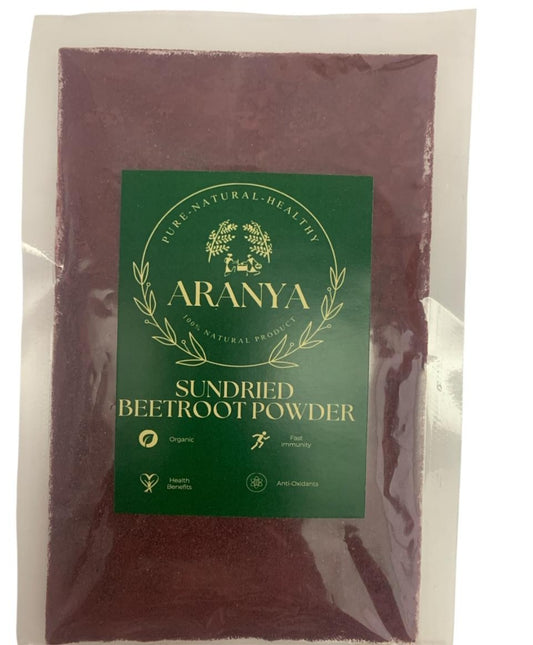 PURE-NATURAL-HEALTHY
ARANYA
100% NATURAL PRODUCT
SUNDRIED
BEETROOT POWDER
Organic
Fast
immunity
Health
Benefits
Anti-Oxidants